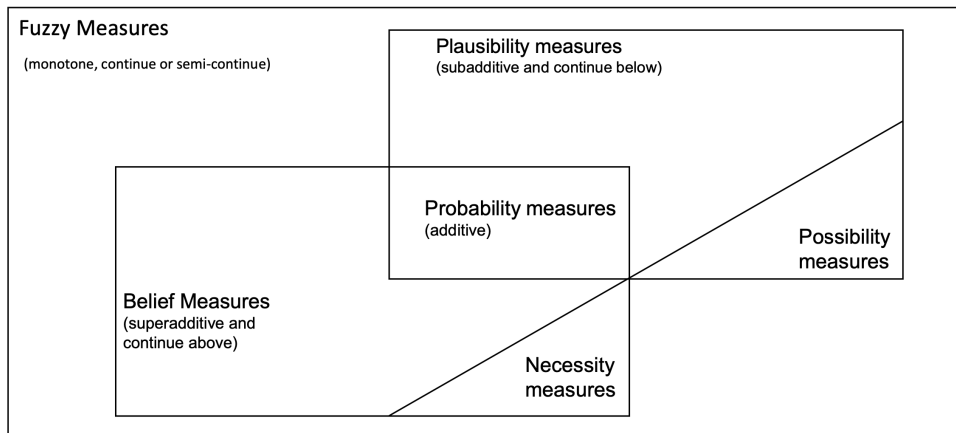 Fuzzy Measures
(monotone, continue or semi-continue)
Plausibility measures
(subadditive and continue below)
Probability measures
(additive)
Possibility
measures
Belief Measures
(superadditive and
continue above)
Necessity
measures